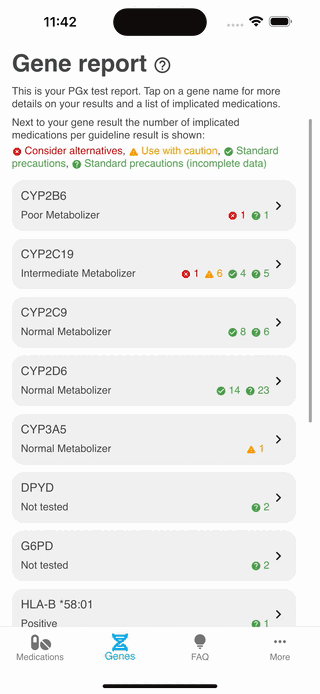 11:42
Gene report
This is your PGx test report. Tap on a gene name for more
details on your results and a list of implicated medications.
Next to your gene result the number of implicated
medications per guideline result is shown:
Consider alternatives, Use with caution, Standard
precautions, ? Standard precautions (incomplete data)
CYP2B6
Poor Metabolizer 1 ? 1
CYP2C19
Intermediate Metabolizer 1 6 4 ? 5
CYP2C9
Normal Metabolizer 8 ? 6
CYP2D6
Normal Metabolizer 14 ? 23
CYP3A5
Normal Metabolizer 1
DPYD
Not tested ? 2
G6PD
Not tested ? 2
HLA-B *58:01
Positive ? 1
Medications Genes FAQ More